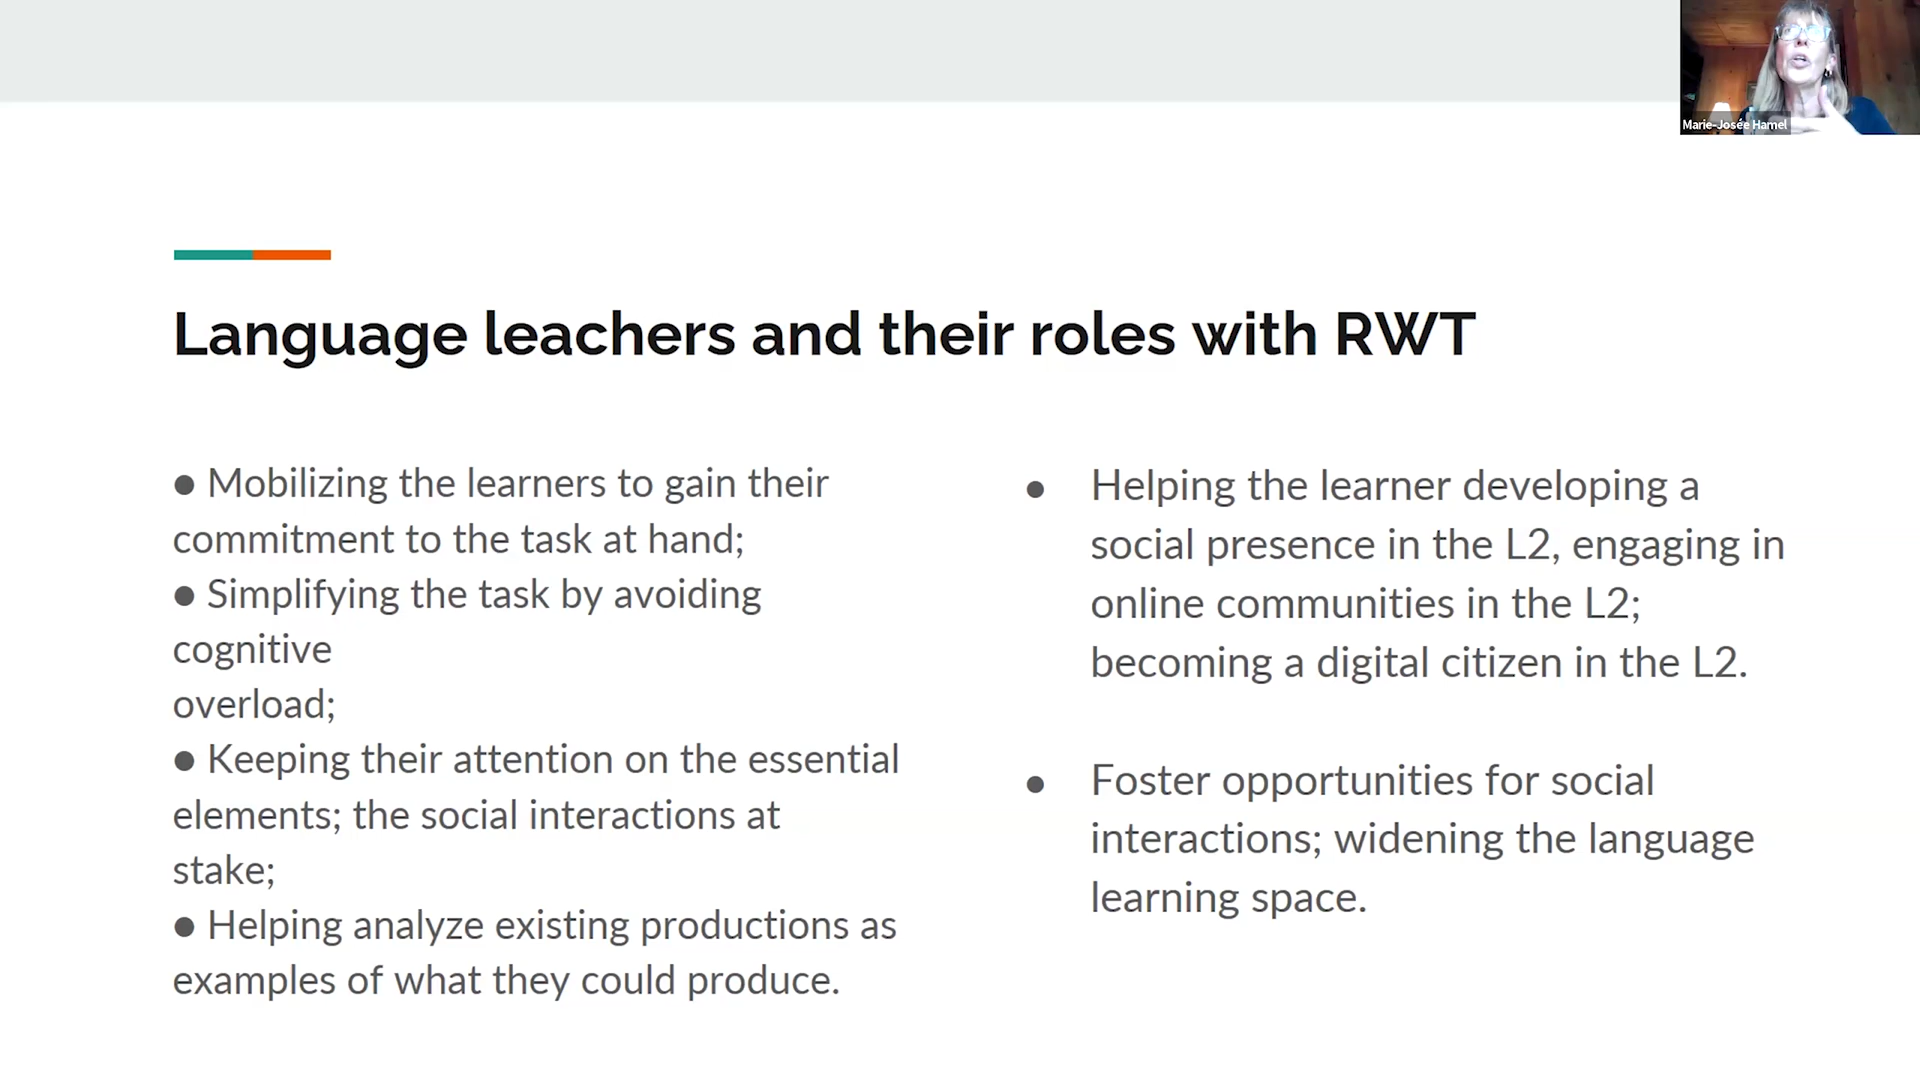 Marie-Josée Hamel
Language leachers and their roles with RWT
● Mobilizing the learners to gain their
commitment to the task at hand;
● Simplifying the task by avoiding
cognitive
overload;
● Keeping their attention on the essential
elements; the social interactions at
stake;
● Helping analyze existing productions as
examples of what they could produce.
● Helping the learner developing a
social presence in the L2, engaging in
online communities in the L2;
becoming a digital citizen in the L2.
● Foster opportunities for social
interactions; widening the language
learning space.